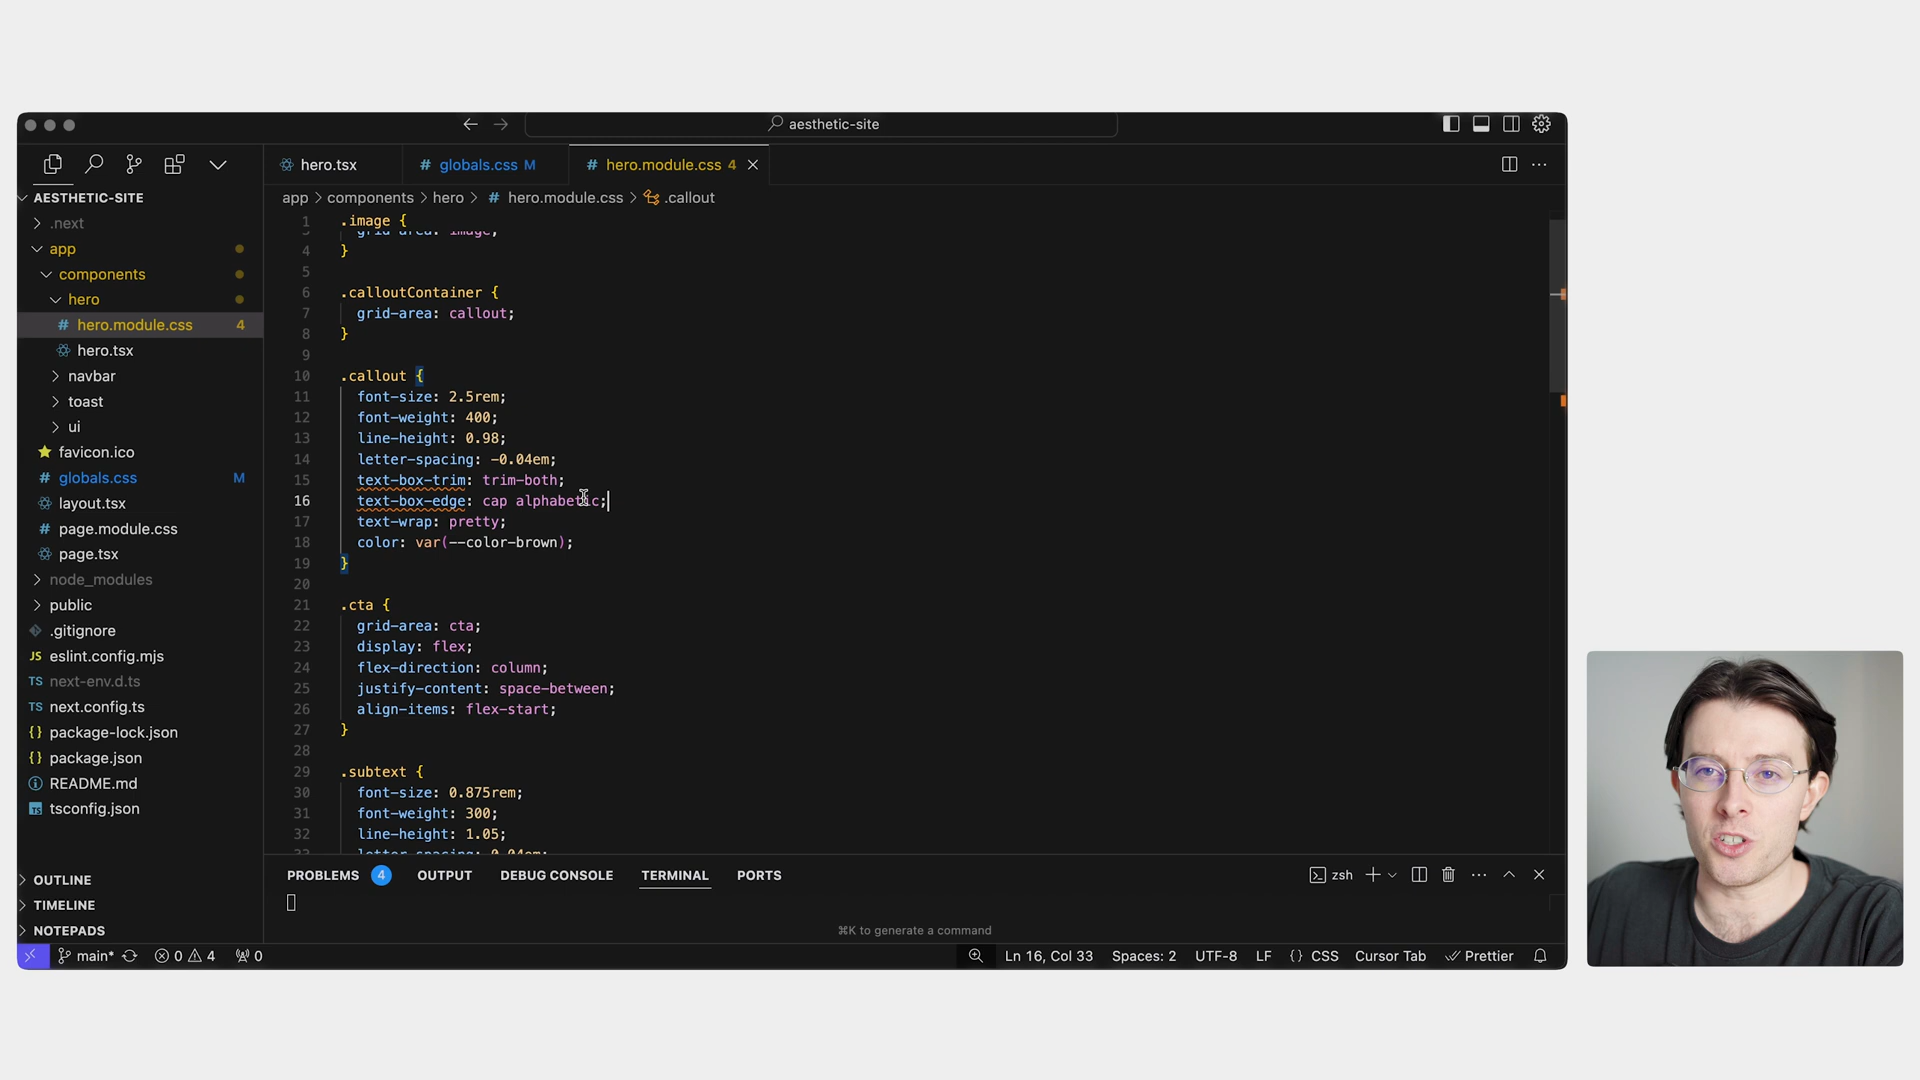 aesthetic-site
hero.tsx
# globals.css M
# hero.module.css 4
AESTHETIC-SITE
app > components > hero > # hero.module.css > .callout
.next
app
components
hero
# hero.module.css 4
hero.tsx
navbar
toast
ui
favicon.ico
# globals.css M
layout.tsx
# page.module.css
page.tsx
node_modules
public
.gitignore
JS eslint.config.mjs
TS next-env.d.ts
TS next.config.ts
{} package-lock.json
{} package.json
README.md
TS tsconfig.json
OUTLINE
TIMELINE
NOTEPADS
1 .image {
3 grid-area: image;
4 }
5
6 .calloutContainer {
7 grid-area: callout;
8 }
9
10 .callout {
11 font-size: 2.5rem;
12 font-weight: 400;
13 line-height: 0.98;
14 letter-spacing: -0.04em;
15 text-box-trim: trim-both;
16 text-box-edge: cap alphabetic;
17 text-wrap: pretty;
18 color: var(--color-brown);
19 }
20
21 .cta {
22 grid-area: cta;
23 display: flex;
24 flex-direction: column;
25 justify-content: space-between;
26 align-items: flex-start;
27 }
28
29 .subtext {
30 font-size: 0.875rem;
31 font-weight: 300;
32 line-height: 1.05;
33 letter-spacing: 0.04em;
PROBLEMS 4 OUTPUT DEBUG CONSOLE TERMINAL PORTS
zsh
⌘K to generate a command
main* 0 4 0
Ln 16, Col 33 Spaces: 2 UTF-8 LF {} CSS Cursor Tab Prettier